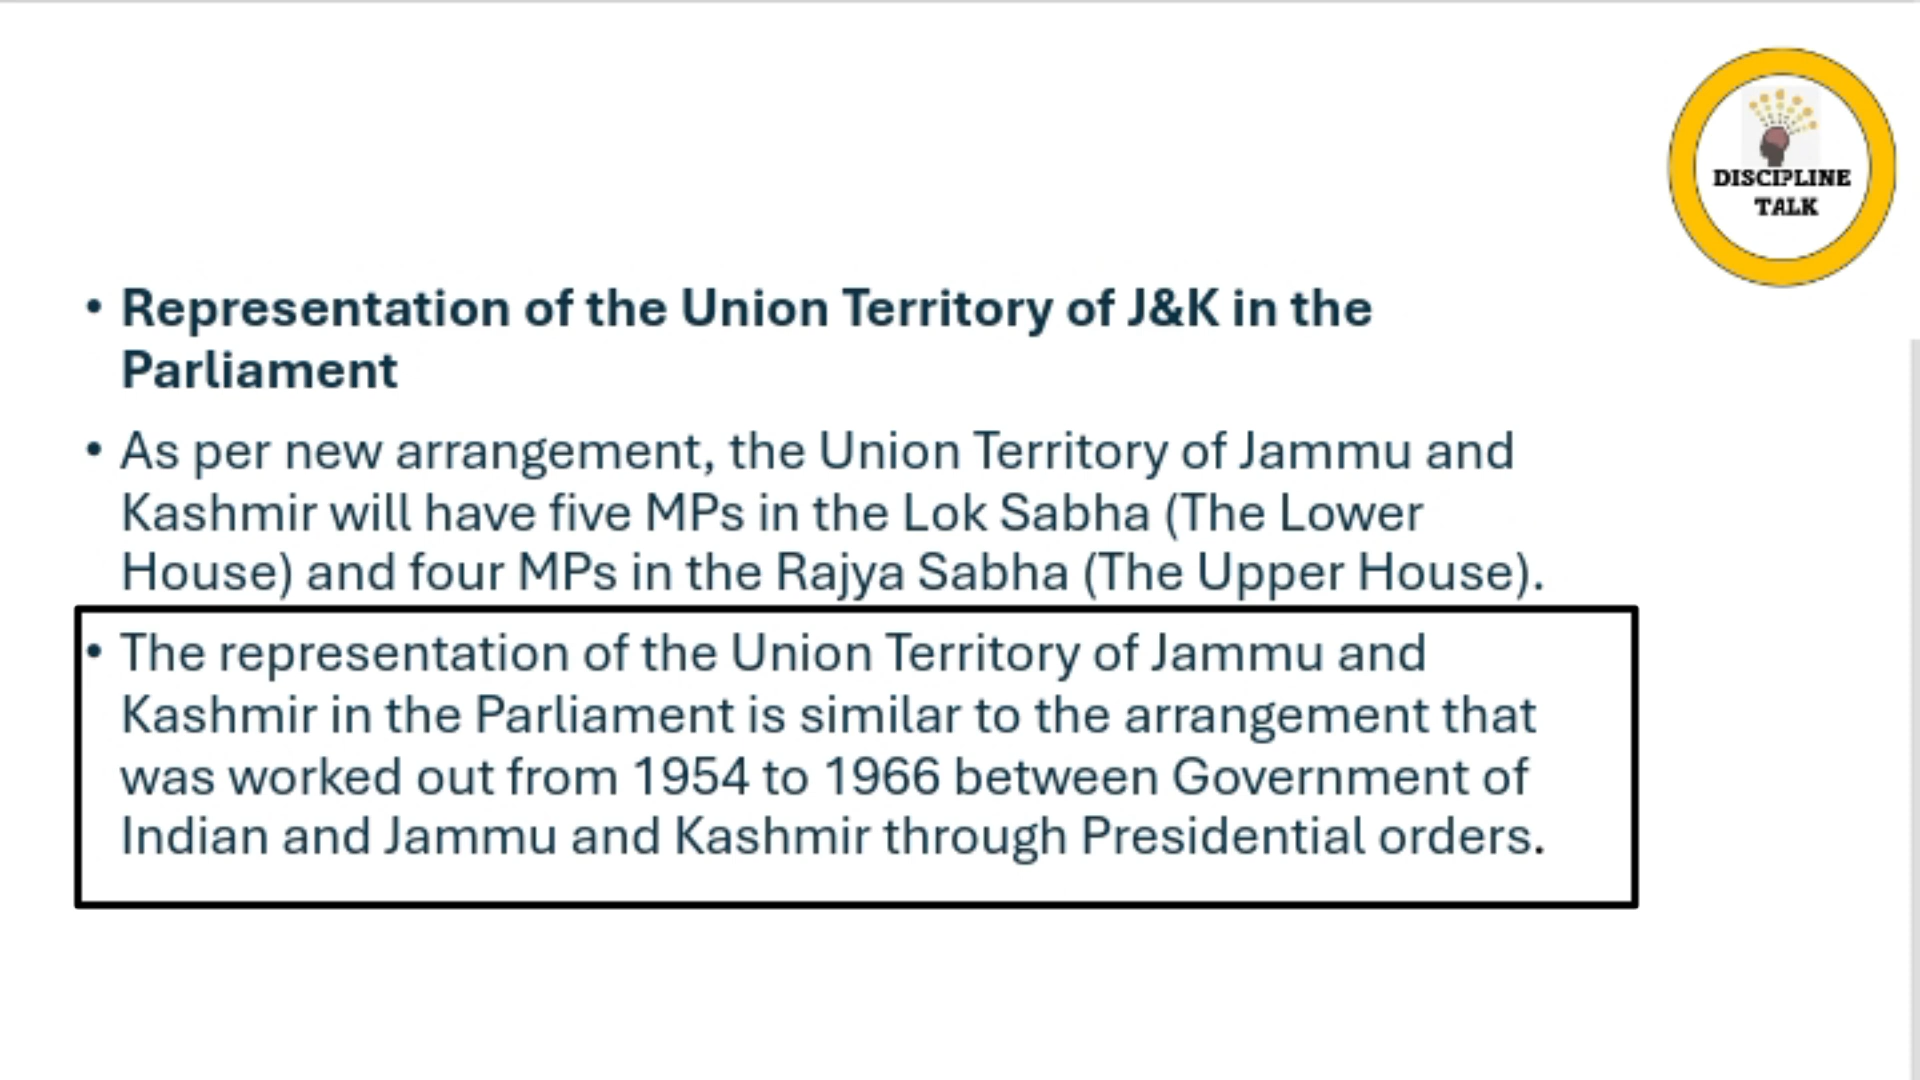 DISCIPLINE
TALK
• Representation of the Union Territory of J&K in the
Parliament
• As per new arrangement, the Union Territory of Jammu and
Kashmir will have five MPs in the Lok Sabha (The Lower
House) and four MPs in the Rajya Sabha (The Upper House).
• The representation of the Union Territory of Jammu and
Kashmir in the Parliament is similar to the arrangement that
was worked out from 1954 to 1966 between Government of
Indian and Jammu and Kashmir through Presidential orders.